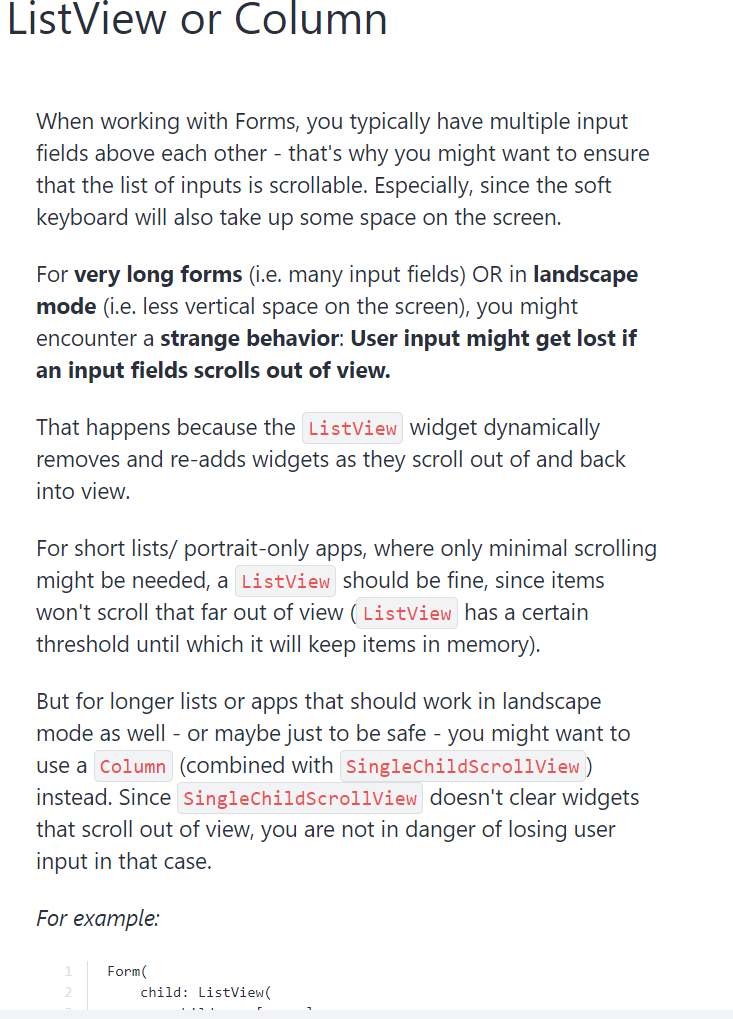 ListView or Column
When working with Forms, you typically have multiple input
fields above each other - that's why you might want to ensure
that the list of inputs is scrollable. Especially, since the soft
keyboard will also take up some space on the screen.
For very long forms (i.e. many input fields) OR in landscape
mode (i.e. less vertical space on the screen), you might
encounter a strange behavior: User input might get lost if
an input fields scrolls out of view.
That happens because the ListView widget dynamically
removes and re-adds widgets as they scroll out of and back
into view.
For short lists/ portrait-only apps, where only minimal scrolling
might be needed, a ListView should be fine, since items
won't scroll that far out of view (ListView has a certain
threshold until which it will keep items in memory).
But for longer lists or apps that should work in landscape
mode as well - or maybe just to be safe - you might want to
use a Column (combined with SingleChildScrollView)
instead. Since SingleChildScrollView doesn't clear widgets
that scroll out of view, you are not in danger of losing user
input in that case.
For example:
1 Form(
2 child: ListView(